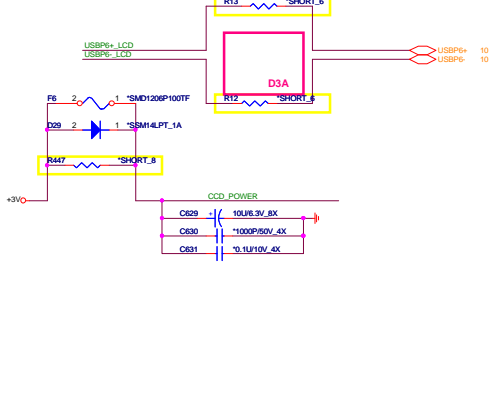 R13 *SHORT_6
USBP6+_LCD
USBP6-_LCD
USBP6+ 10
USBP6- 10
D3A
F6 2 1 *SMD1206P100TF
R12 *SHORT_6
D29 2 1 *SSM14LPT_1A
R447 *SHORT_8
+3V
CCD_POWER
C629 + 10U/6.3V_8X
C630 *1000P/50V_4X
C631 *0.1U/10V_4X